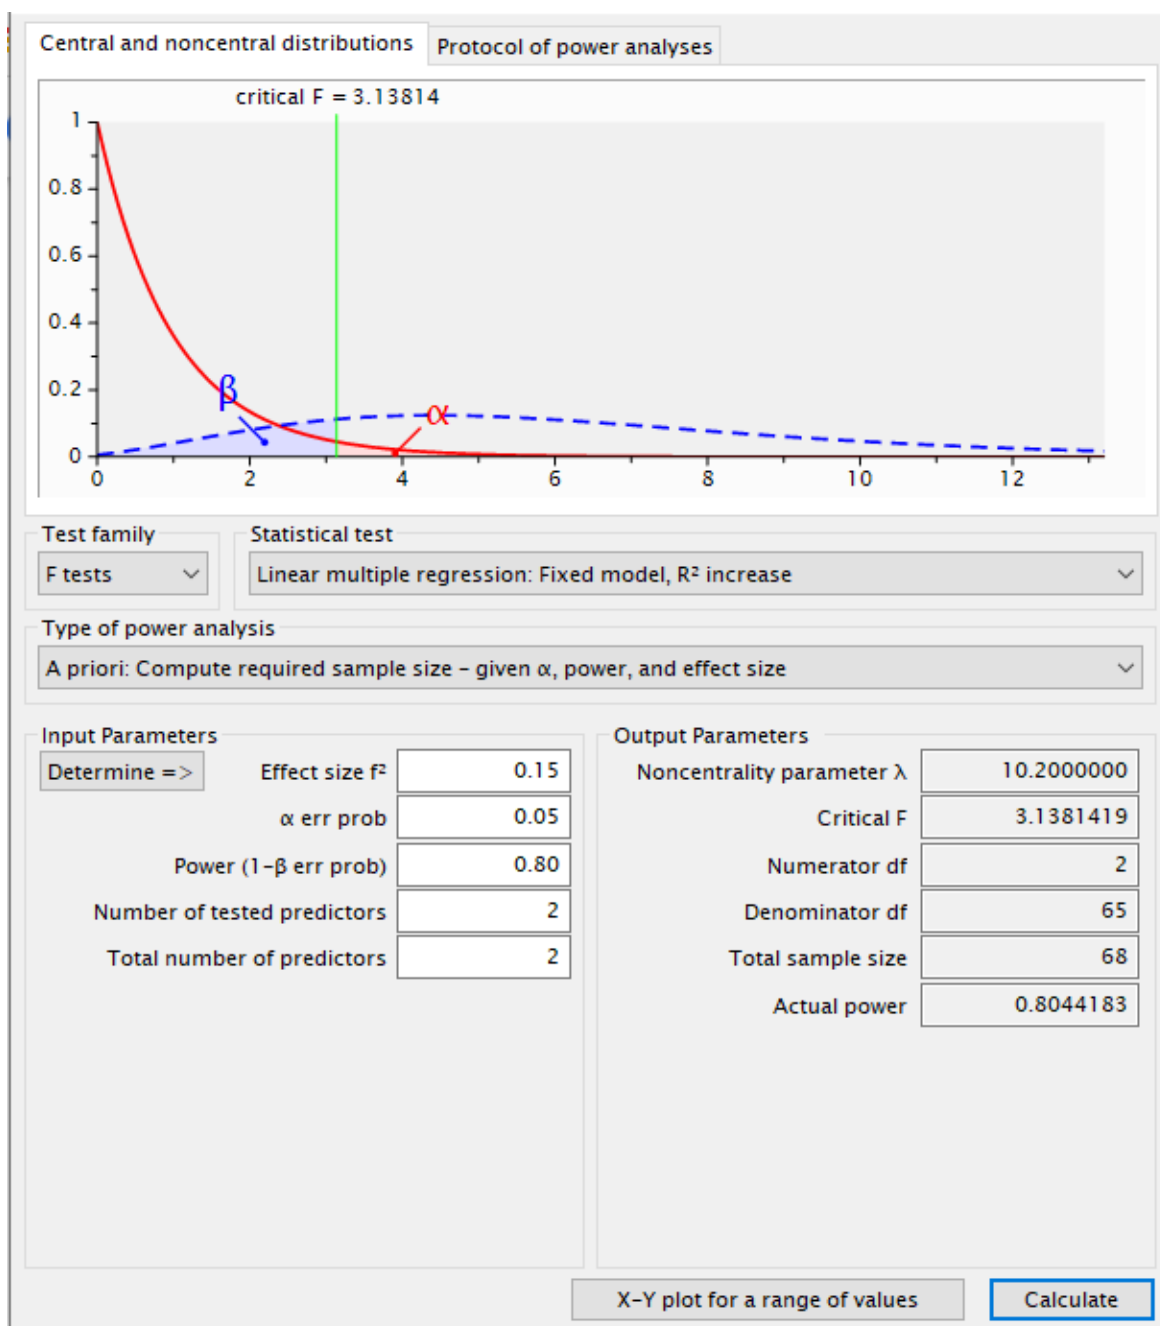 Central and noncentral distributions
Protocol of power analyses
critical F = 3.13814
1
0.8
0.6
0.4
0.2
0
β
α
0 2 4 6 8 10 12
Test family
Statistical test
F tests
Linear multiple regression: Fixed model, R² increase
Type of power analysis
A priori: Compute required sample size – given α, power, and effect size
Input Parameters
Determine =>
Effect size f² 0.15
α err prob 0.05
Power (1–β err prob) 0.80
Number of tested predictors 2
Total number of predictors 2
Output Parameters
Noncentrality parameter λ 10.2000000
Critical F 3.1381419
Numerator df 2
Denominator df 65
Total sample size 68
Actual power 0.8044183
X–Y plot for a range of values
Calculate